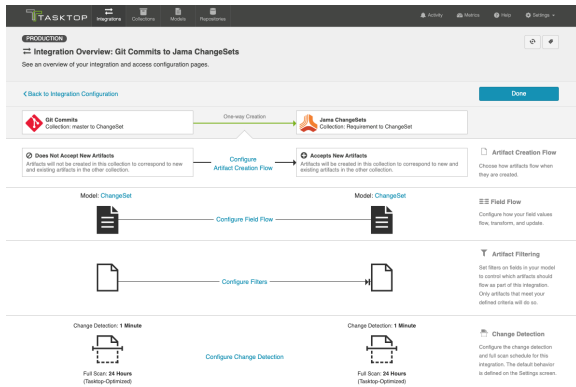 TASKTOP
Integrations
Collections
Models
Repositories
Activity
Metrics
Help
Settings
PRODUCTION
Integration Overview: Git Commits to Jama ChangeSets
See an overview of your integration and access configuration pages.
Back to Integration Configuration
Done
Git Commits
Collection: master to ChangeSet
One-way Creation
Jama ChangeSets
Collection: Requirement to ChangeSet
Does Not Accept New Artifacts
Artifacts will not be created in this collection to correspond to new
and existing artifacts in the other collection.
Configure
Artifact Creation Flow
Accepts New Artifacts
Artifacts will be created in this collection to correspond to new and
existing artifacts in the other collection.
Artifact Creation Flow
Choose how artifacts flow when
they are created.
Model: ChangeSet
Configure Field Flow
Model: ChangeSet
Field Flow
Configure how your field values
flow, transform, and update.
Configure Filters
Artifact Filtering
Set filters on fields in your model
to control which artifacts should
flow as part of this integration.
Only artifacts that meet your
defined criteria will do so.
Change Detection: 1 Minute
Full Scan: 24 Hours
(Tasktop-Optimized)
Configure Change Detection
Change Detection: 1 Minute
Full Scan: 24 Hours
(Tasktop-Optimized)
Change Detection
Configure the change detection
and full scan schedule for this
integration. The default behavior
is defined on the Settings screen.